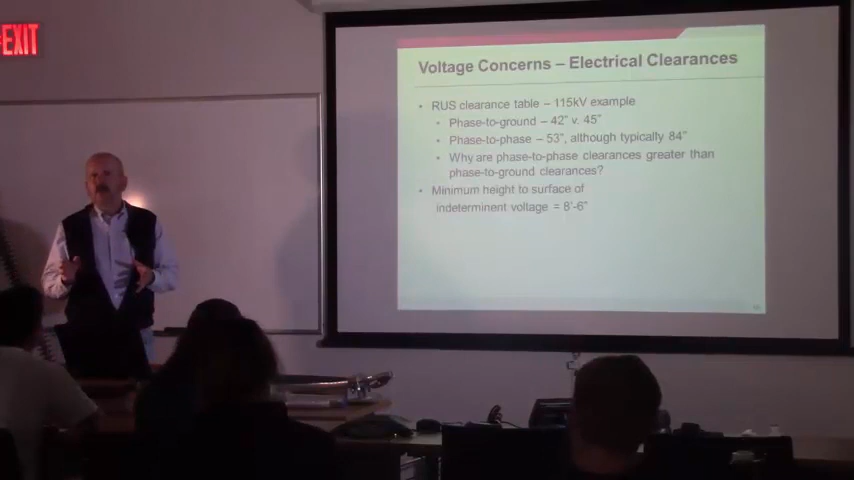 EXIT
Voltage Concerns – Electrical Clearances
• RUS clearance table – 115kV example
• Phase-to-ground – 42" v. 45"
• Phase-to-phase – 53", although typically 84"
• Why are phase-to-phase clearances greater than
phase-to-ground clearances?
• Minimum height to surface of
indeterminent voltage = 8'-6"